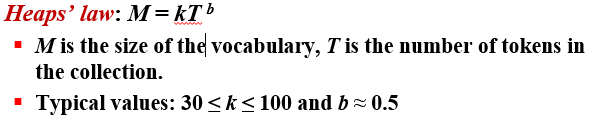 Heaps' law: M = kT^b
▪ M is the size of the vocabulary, T is the number of tokens in
the collection.
▪ Typical values: 30 ≤ k ≤ 100 and b ≈ 0.5